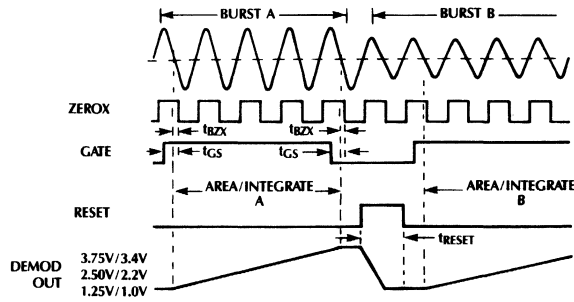 BURST A
BURST B
ZEROX
tBZX
tBZX
GATE
tGS
tGS
AREA/INTEGRATE
A
AREA/INTEGRATE
B
RESET
tRESET
DEMOD
OUT
3.75V/3.4V
2.50V/2.2V
1.25V/1.0V